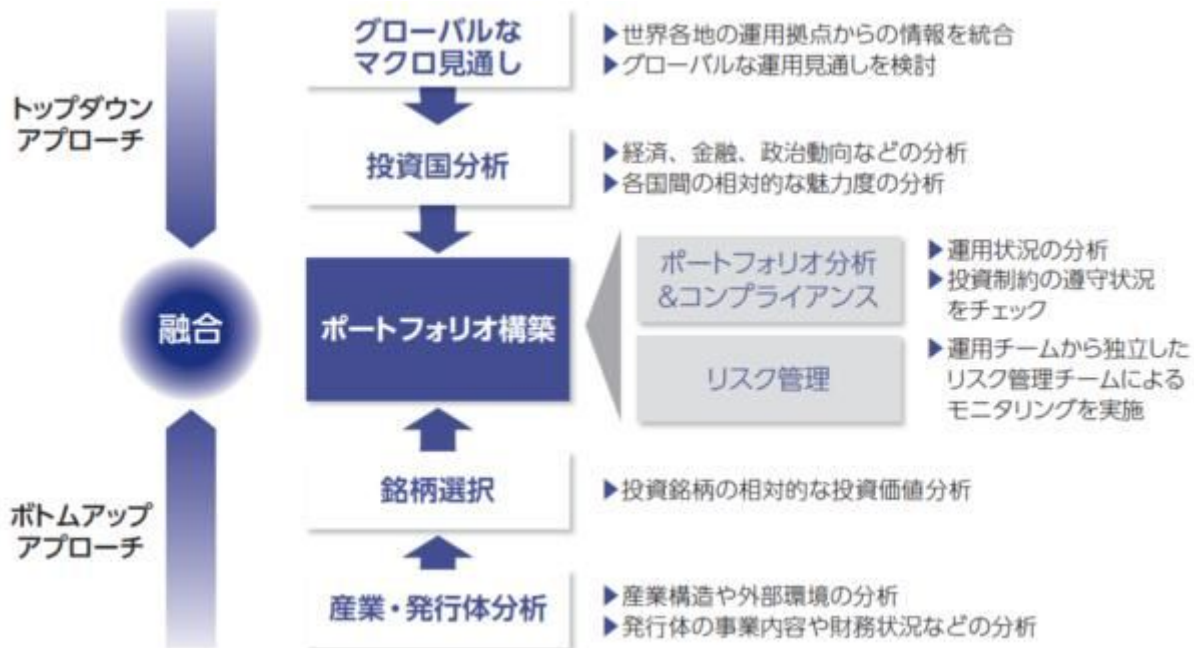 グローバルな
マクロ見通し
▶世界各地の運用拠点からの情報を統合
▶グローバルな運用見通しを検討
トップダウン
アプローチ
投資国分析
▶経済、金融、政治動向などの分析
▶各国間の相対的な魅力度の分析
融合
ポートフォリオ構築
ポートフォリオ分析
&コンプライアンス
▶運用状況の分析
▶投資制約の遵守状況
をチェック
リスク管理
▶運用チームから独立した
リスク管理チームによる
モニタリングを実施
ボトムアップ
アプローチ
銘柄選択
▶投資銘柄の相対的な投資価値分析
産業・発行体分析
▶産業構造や外部環境の分析
▶発行体の事業内容や財務状況などの分析